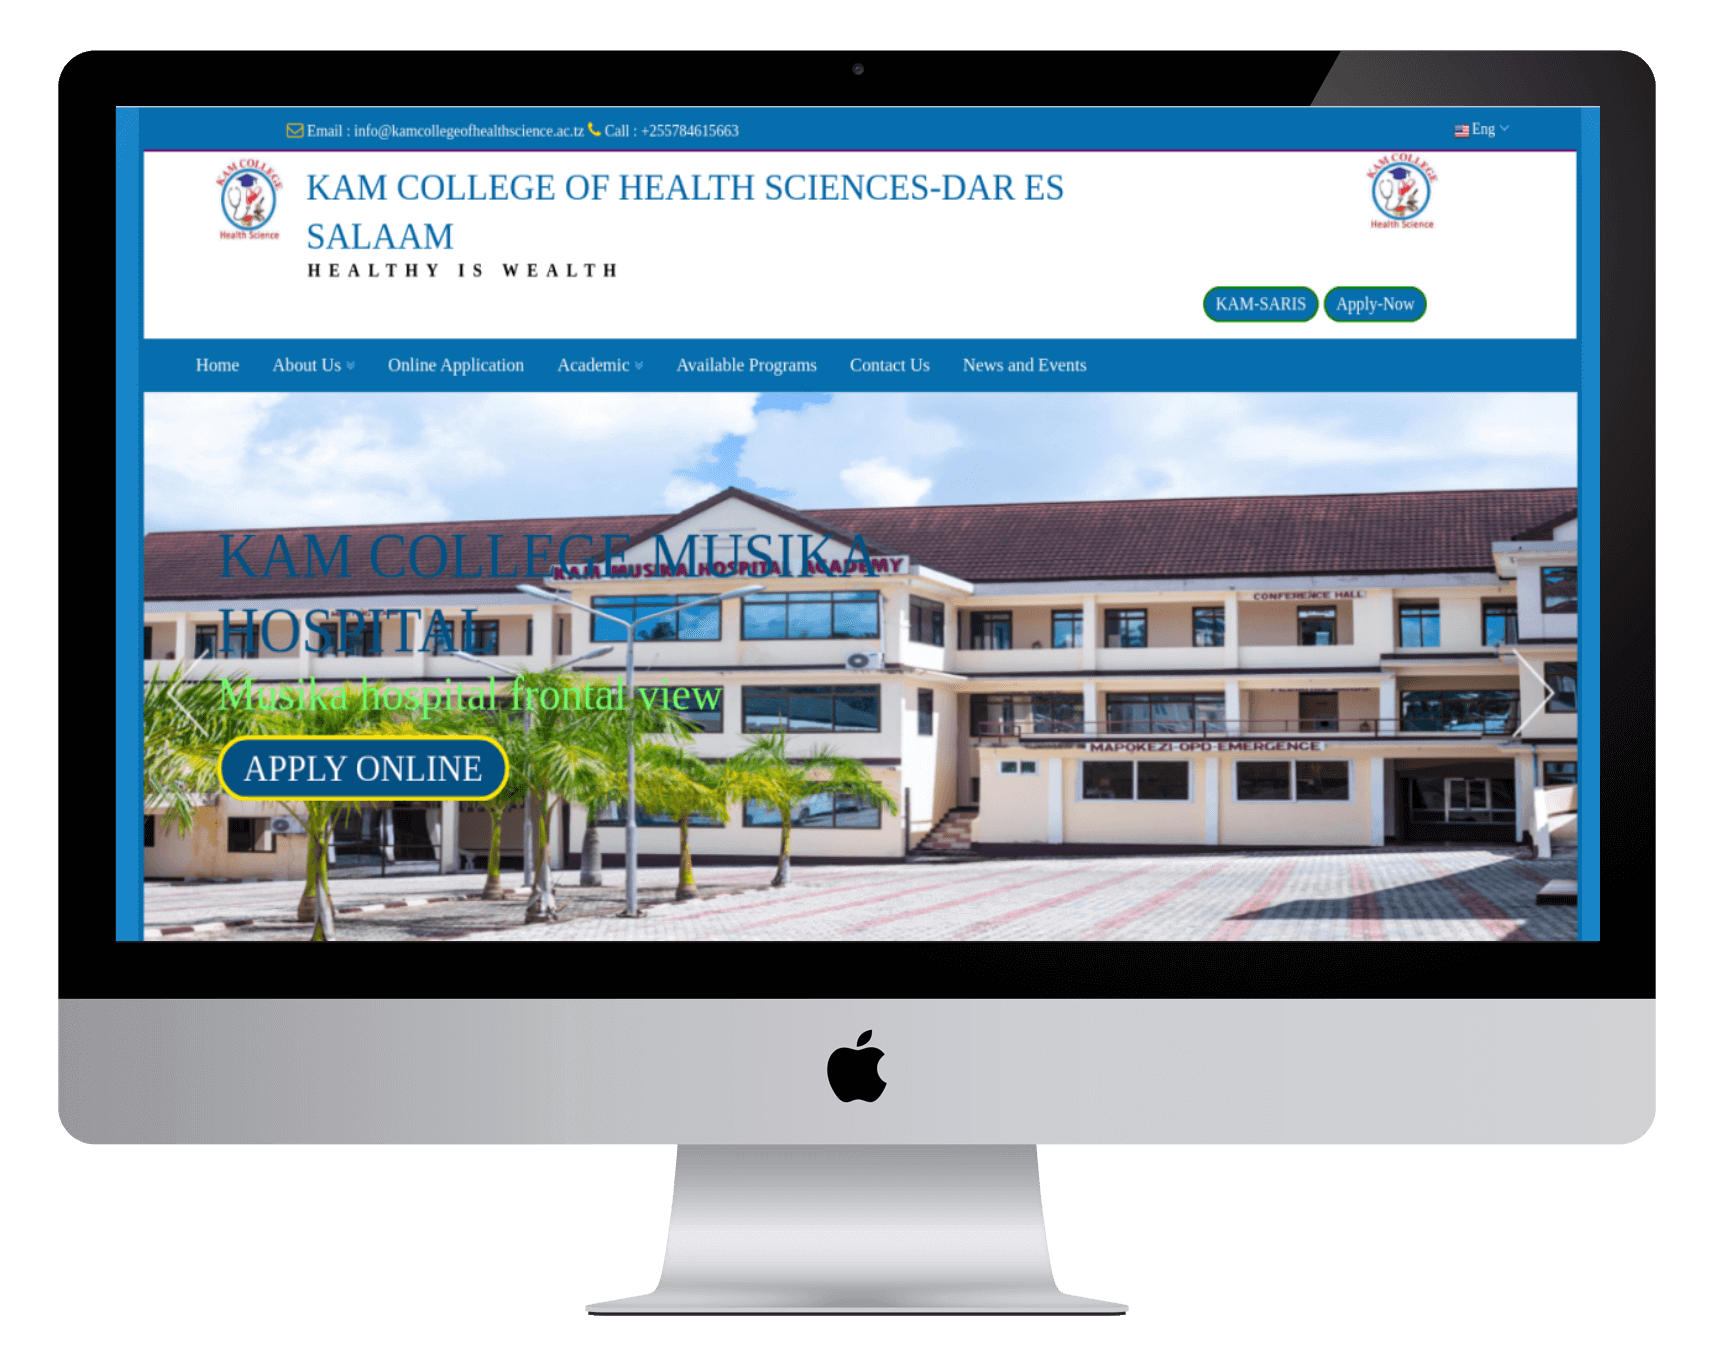 Email : info@kamcollegeofhealthscience.ac.tz Call : +255784615663
Eng
KAM COLLEGE
Health Science
KAM COLLEGE OF HEALTH SCIENCES-DAR ES
SALAAM
HEALTHY IS WEALTH
KAM COLLEGE
Health Science
KAM-SARIS
Apply-Now
Home
About Us
Online Application
Academic
Available Programs
Contact Us
News and Events
KAM COLLEGE MUSIKA
HOSPITAL
Musika hospital frontal view
APPLY ONLINE
KAM MUSIKA HOSPITAL ACADEMY
CONFERENCE HALL
MAPOKEZI-OPD-EMERGENCE